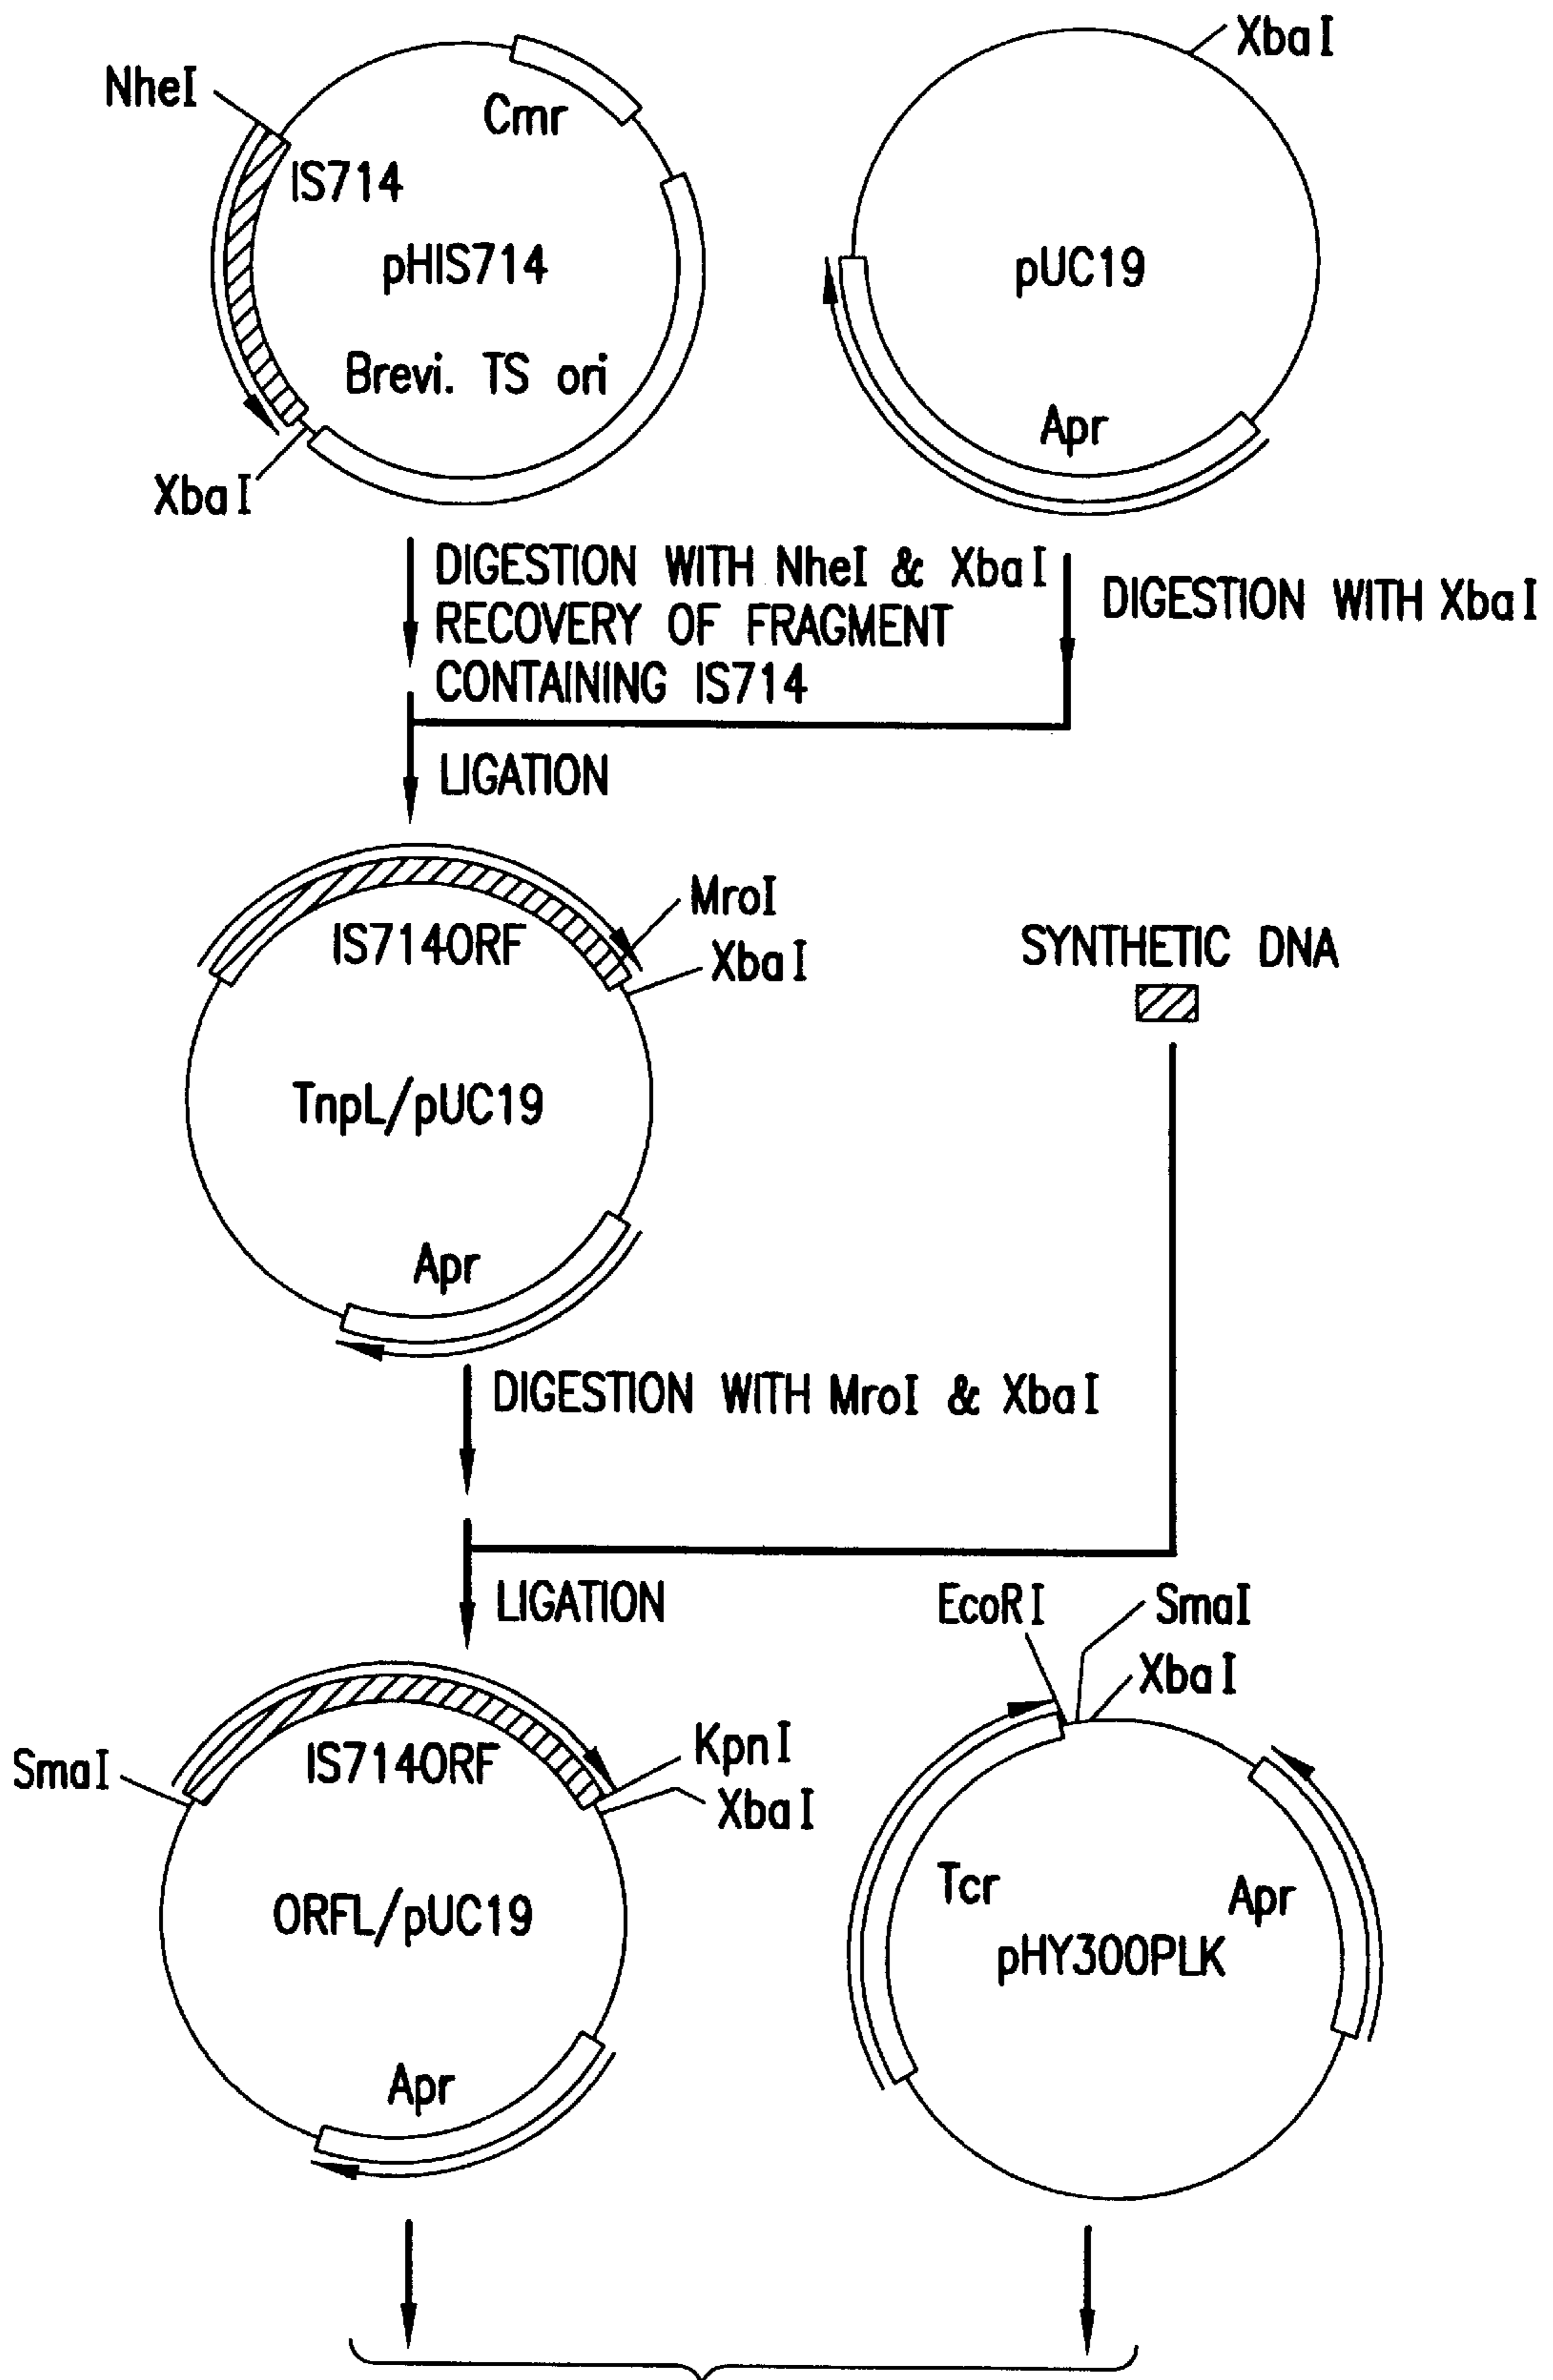 NheI
Cmr
IS714
pHIS714
Brevi. TS ori
XbaI
XbaI
pUC19
Apr
DIGESTION WITH NheI & XbaI
RECOVERY OF FRAGMENT
CONTAINING IS714
DIGESTION WITH XbaI
LIGATION
MroI
IS714ORF
XbaI
TnpL/pUC19
Apr
SYNTHETIC DNA
DIGESTION WITH MroI & XbaI
LIGATION
SmaI
IS714ORF
KpnI
XbaI
ORFL/pUC19
Apr
EcoRI
SmaI
XbaI
Tcr
Apr
pHY300PLK